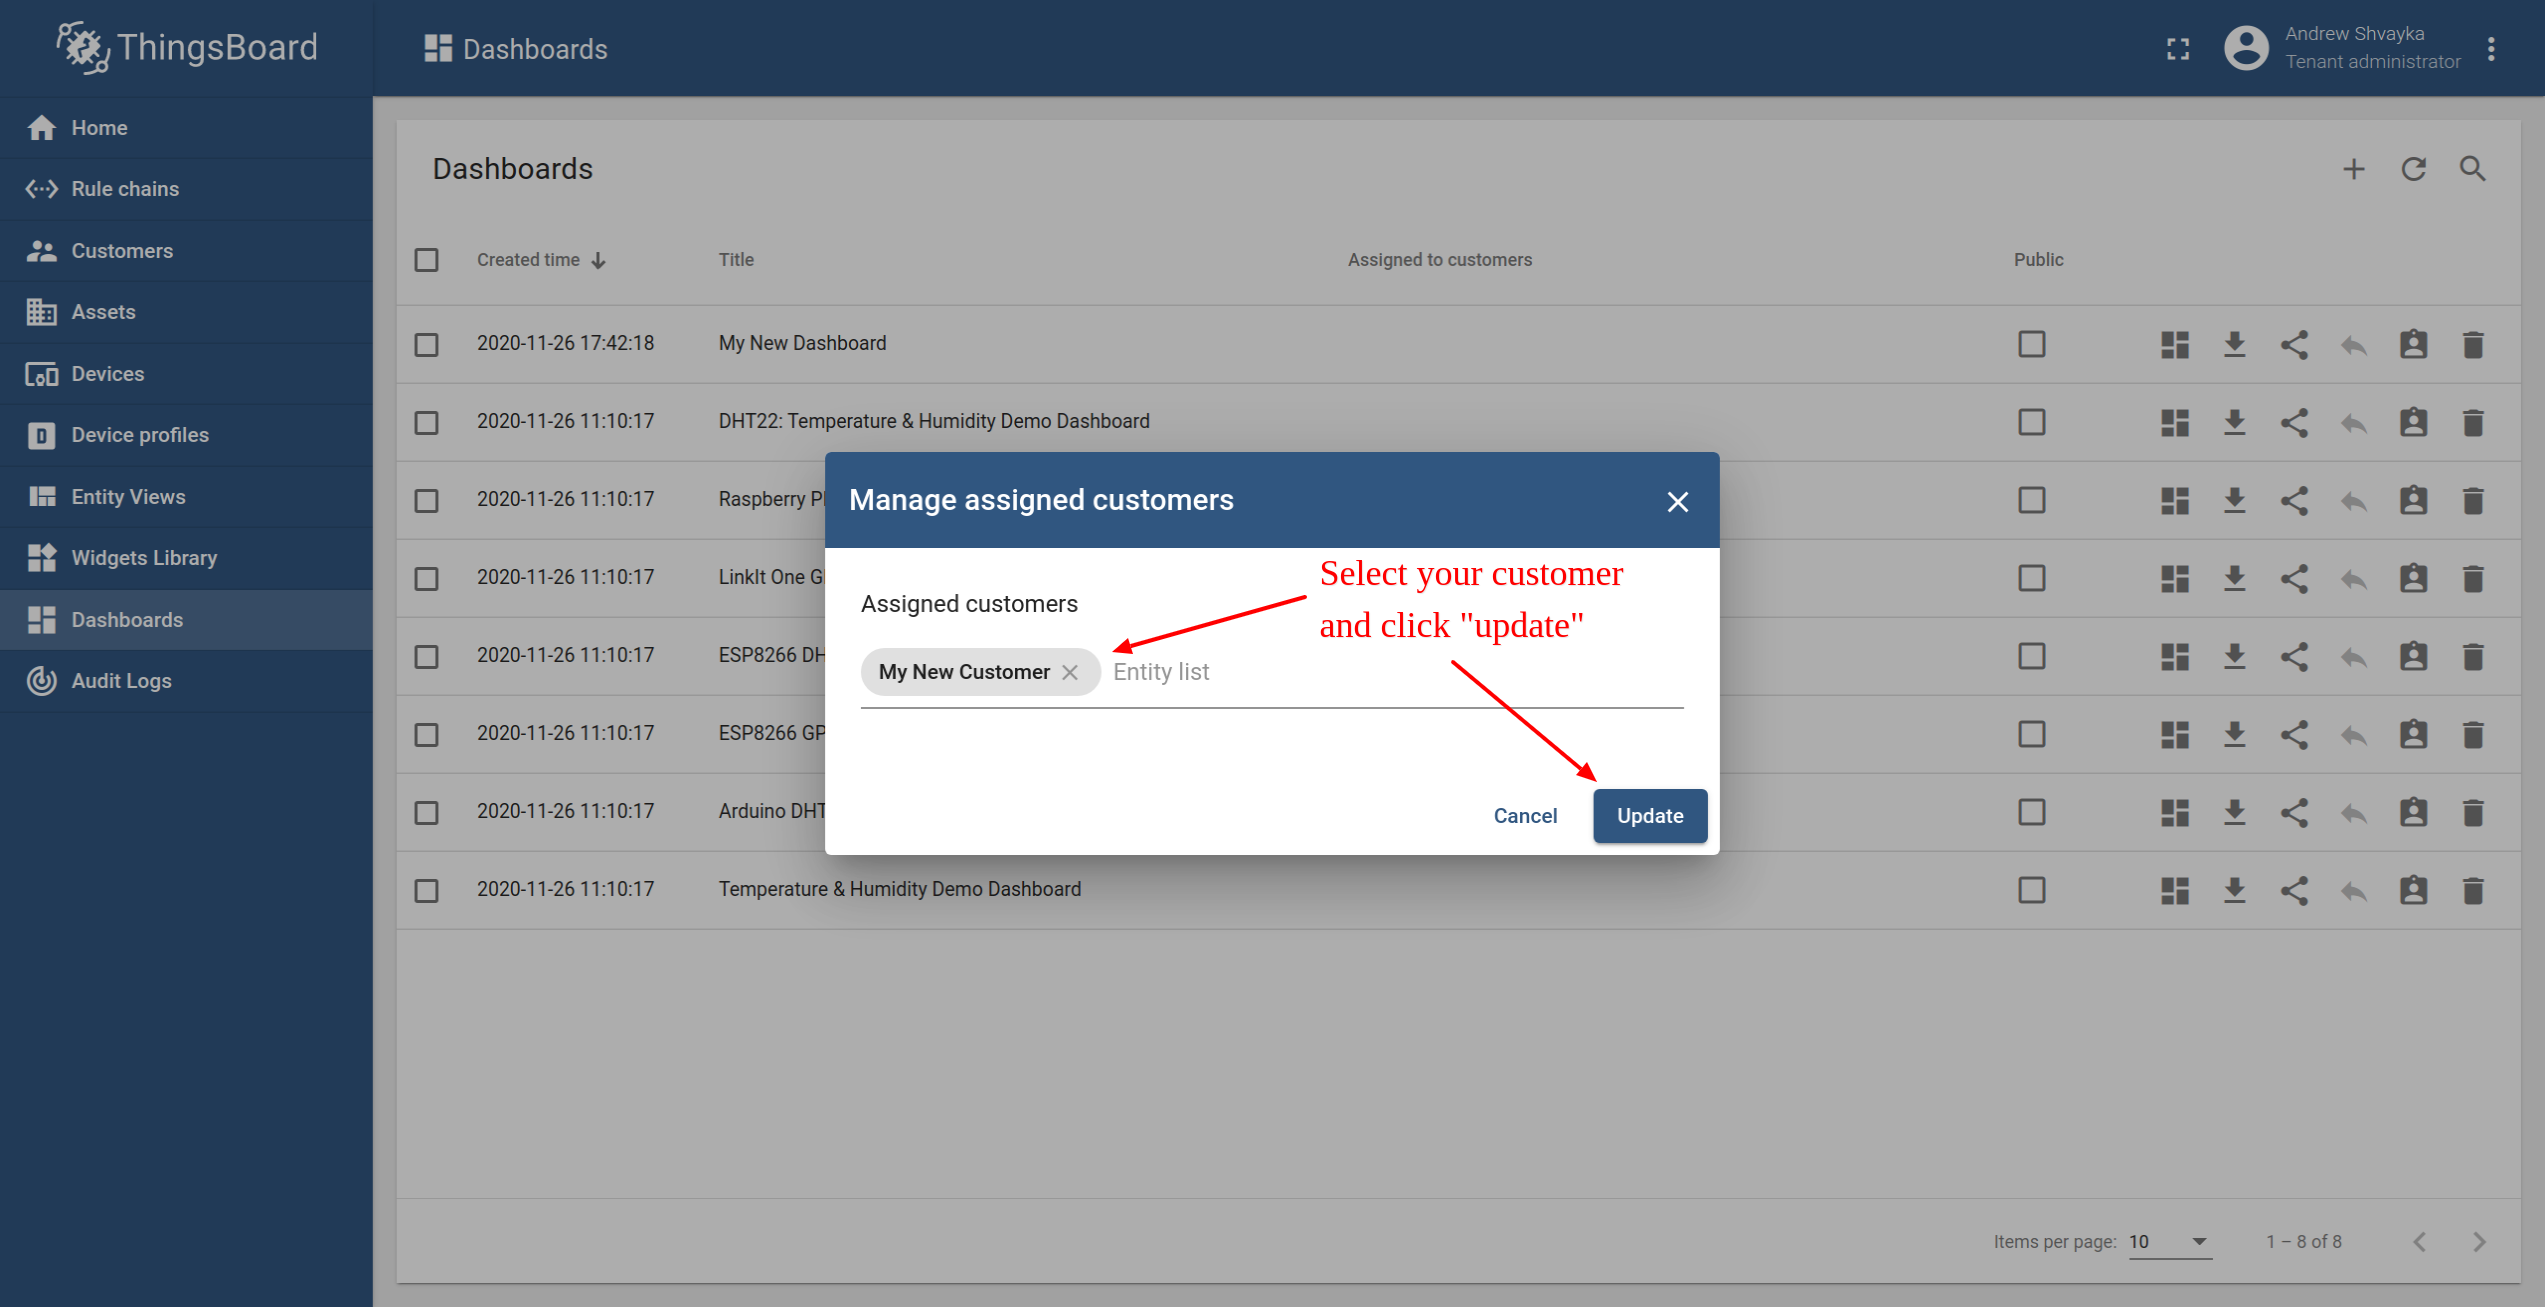 ThingsBoard
Dashboards
Andrew Shvayka
Tenant administrator
Home
Rule chains
Customers
Assets
Devices
Device profiles
Entity Views
Widgets Library
Dashboards
Audit Logs
Dashboards
Created time Title Assigned to customers Public
2020-11-26 17:42:18 My New Dashboard
2020-11-26 11:10:17 DHT22: Temperature & Humidity Demo Dashboard
2020-11-26 11:10:17 Raspberry
2020-11-26 11:10:17 LinkIt One
2020-11-26 11:10:17 ESP8266
2020-11-26 11:10:17 ESP8266
2020-11-26 11:10:17 Arduino DHT
2020-11-26 11:10:17 Temperature & Humidity Demo Dashboard
Manage assigned customers
Select your customer
and click "update"
Assigned customers
My New Customer Entity list
Cancel Update
Items per page: 10 1 – 8 of 8